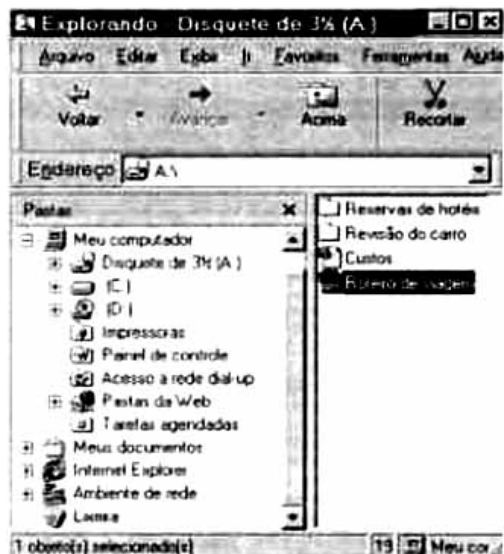 Explorando - Disquete de 3½ (A:)
Arquivo Editar Exibir Ir Favoritos Ferramentas Ajuda
Voltar Avançar Acima Recortar
Endereço A:\
Pastas
Meu computador
Disquete de 3½ (A:)
(C:)
(D:)
Impressoras
Painel de controle
Acesso à rede dial-up
Pastas da Web
Tarefas agendadas
Meus documentos
Internet Explorer
Ambiente de rede
Lixeira
Reservas de hotéis
Revisão do carro
Custos
Roteiro de viagem
1 objeto(s) selecionado(s) 19 Meu cor